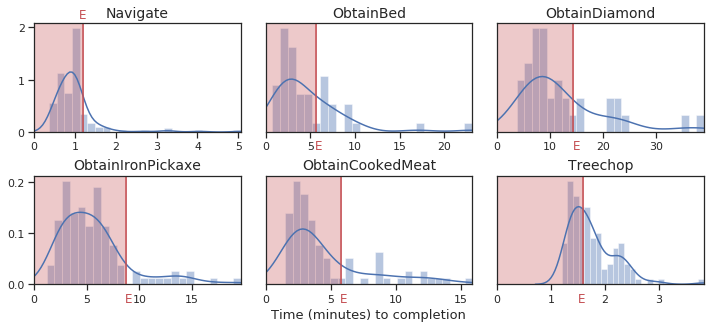 E Navigate ObtainBed ObtainDiamond
2
1
0
0 1 2 3 4 5
0 5 E 10 15 20
0 10 E 20 30
ObtainIronPickaxe ObtainCookedMeat Treechop
0.2
0.1
0.0
0 5 E 10 15
0 5 E 10 15
0 1 E 2 3
Time (minutes) to completion